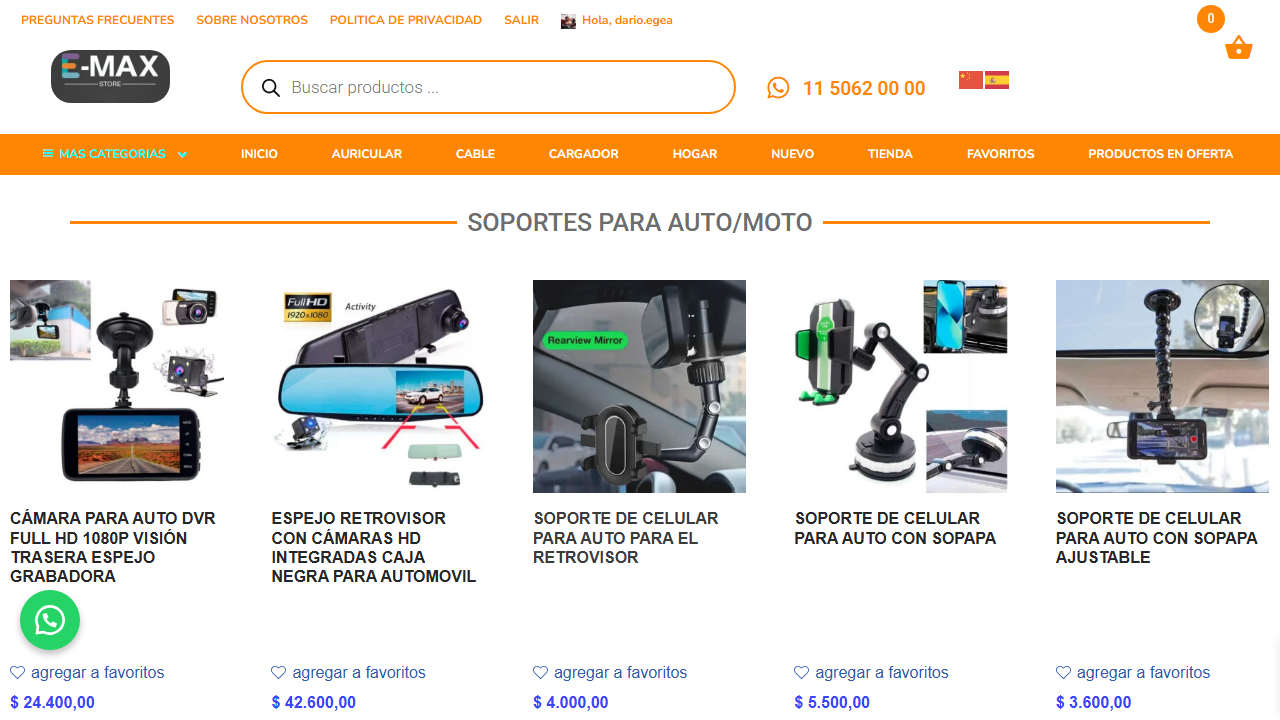 PREGUNTAS FRECUENTES SOBRE NOSOTROS POLITICA DE PRIVACIDAD SALIR Hola, dario.egea 0
E-MAX
STORE
Buscar productos ...
11 5062 00 00
MAS CATEGORIAS INICIO AURICULAR CABLE CARGADOR HOGAR NUEVO TIENDA FAVORITOS PRODUCTOS EN OFERTA
SOPORTES PARA AUTO/MOTO
Full HD
1920x1080
Activity
Rearview Mirror
CÁMARA PARA AUTO DVR
FULL HD 1080P VISIÓN
TRASERA ESPEJO
GRABADORA
ESPEJO RETROVISOR
CON CÁMARAS HD
INTEGRADAS CAJA
NEGRA PARA AUTOMOVIL
SOPORTE DE CELULAR
PARA AUTO PARA EL
RETROVISOR
SOPORTE DE CELULAR
PARA AUTO CON SOPAPA
SOPORTE DE CELULAR
PARA AUTO CON SOPAPA
AJUSTABLE
agregar a favoritos agregar a favoritos agregar a favoritos agregar a favoritos agregar a favoritos
$ 24.400,00 $ 42.600,00 $ 4.000,00 $ 5.500,00 $ 3.600,00